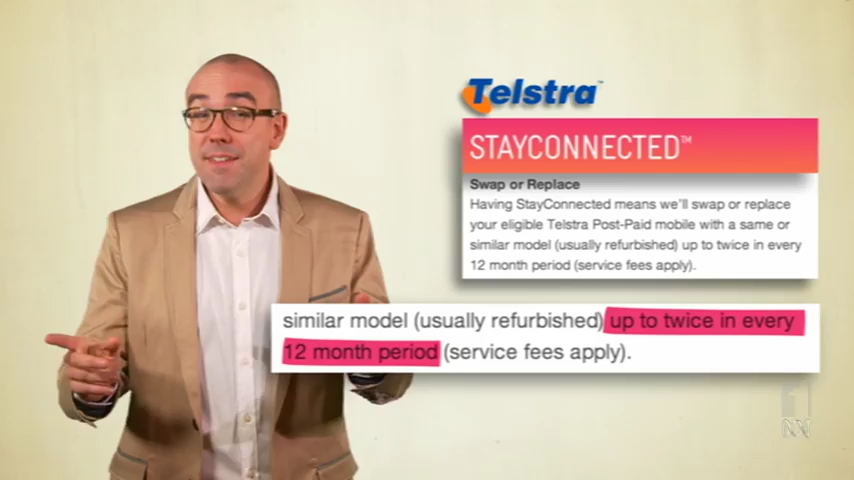 Telstra™
STAYCONNECTED™
Swap or Replace
Having StayConnected means we'll swap or replace
your eligible Telstra Post-Paid mobile with a same or
similar model (usually refurbished) up to twice in every
12 month period (service fees apply).
similar model (usually refurbished) up to twice in every
12 month period (service fees apply).
1
NN